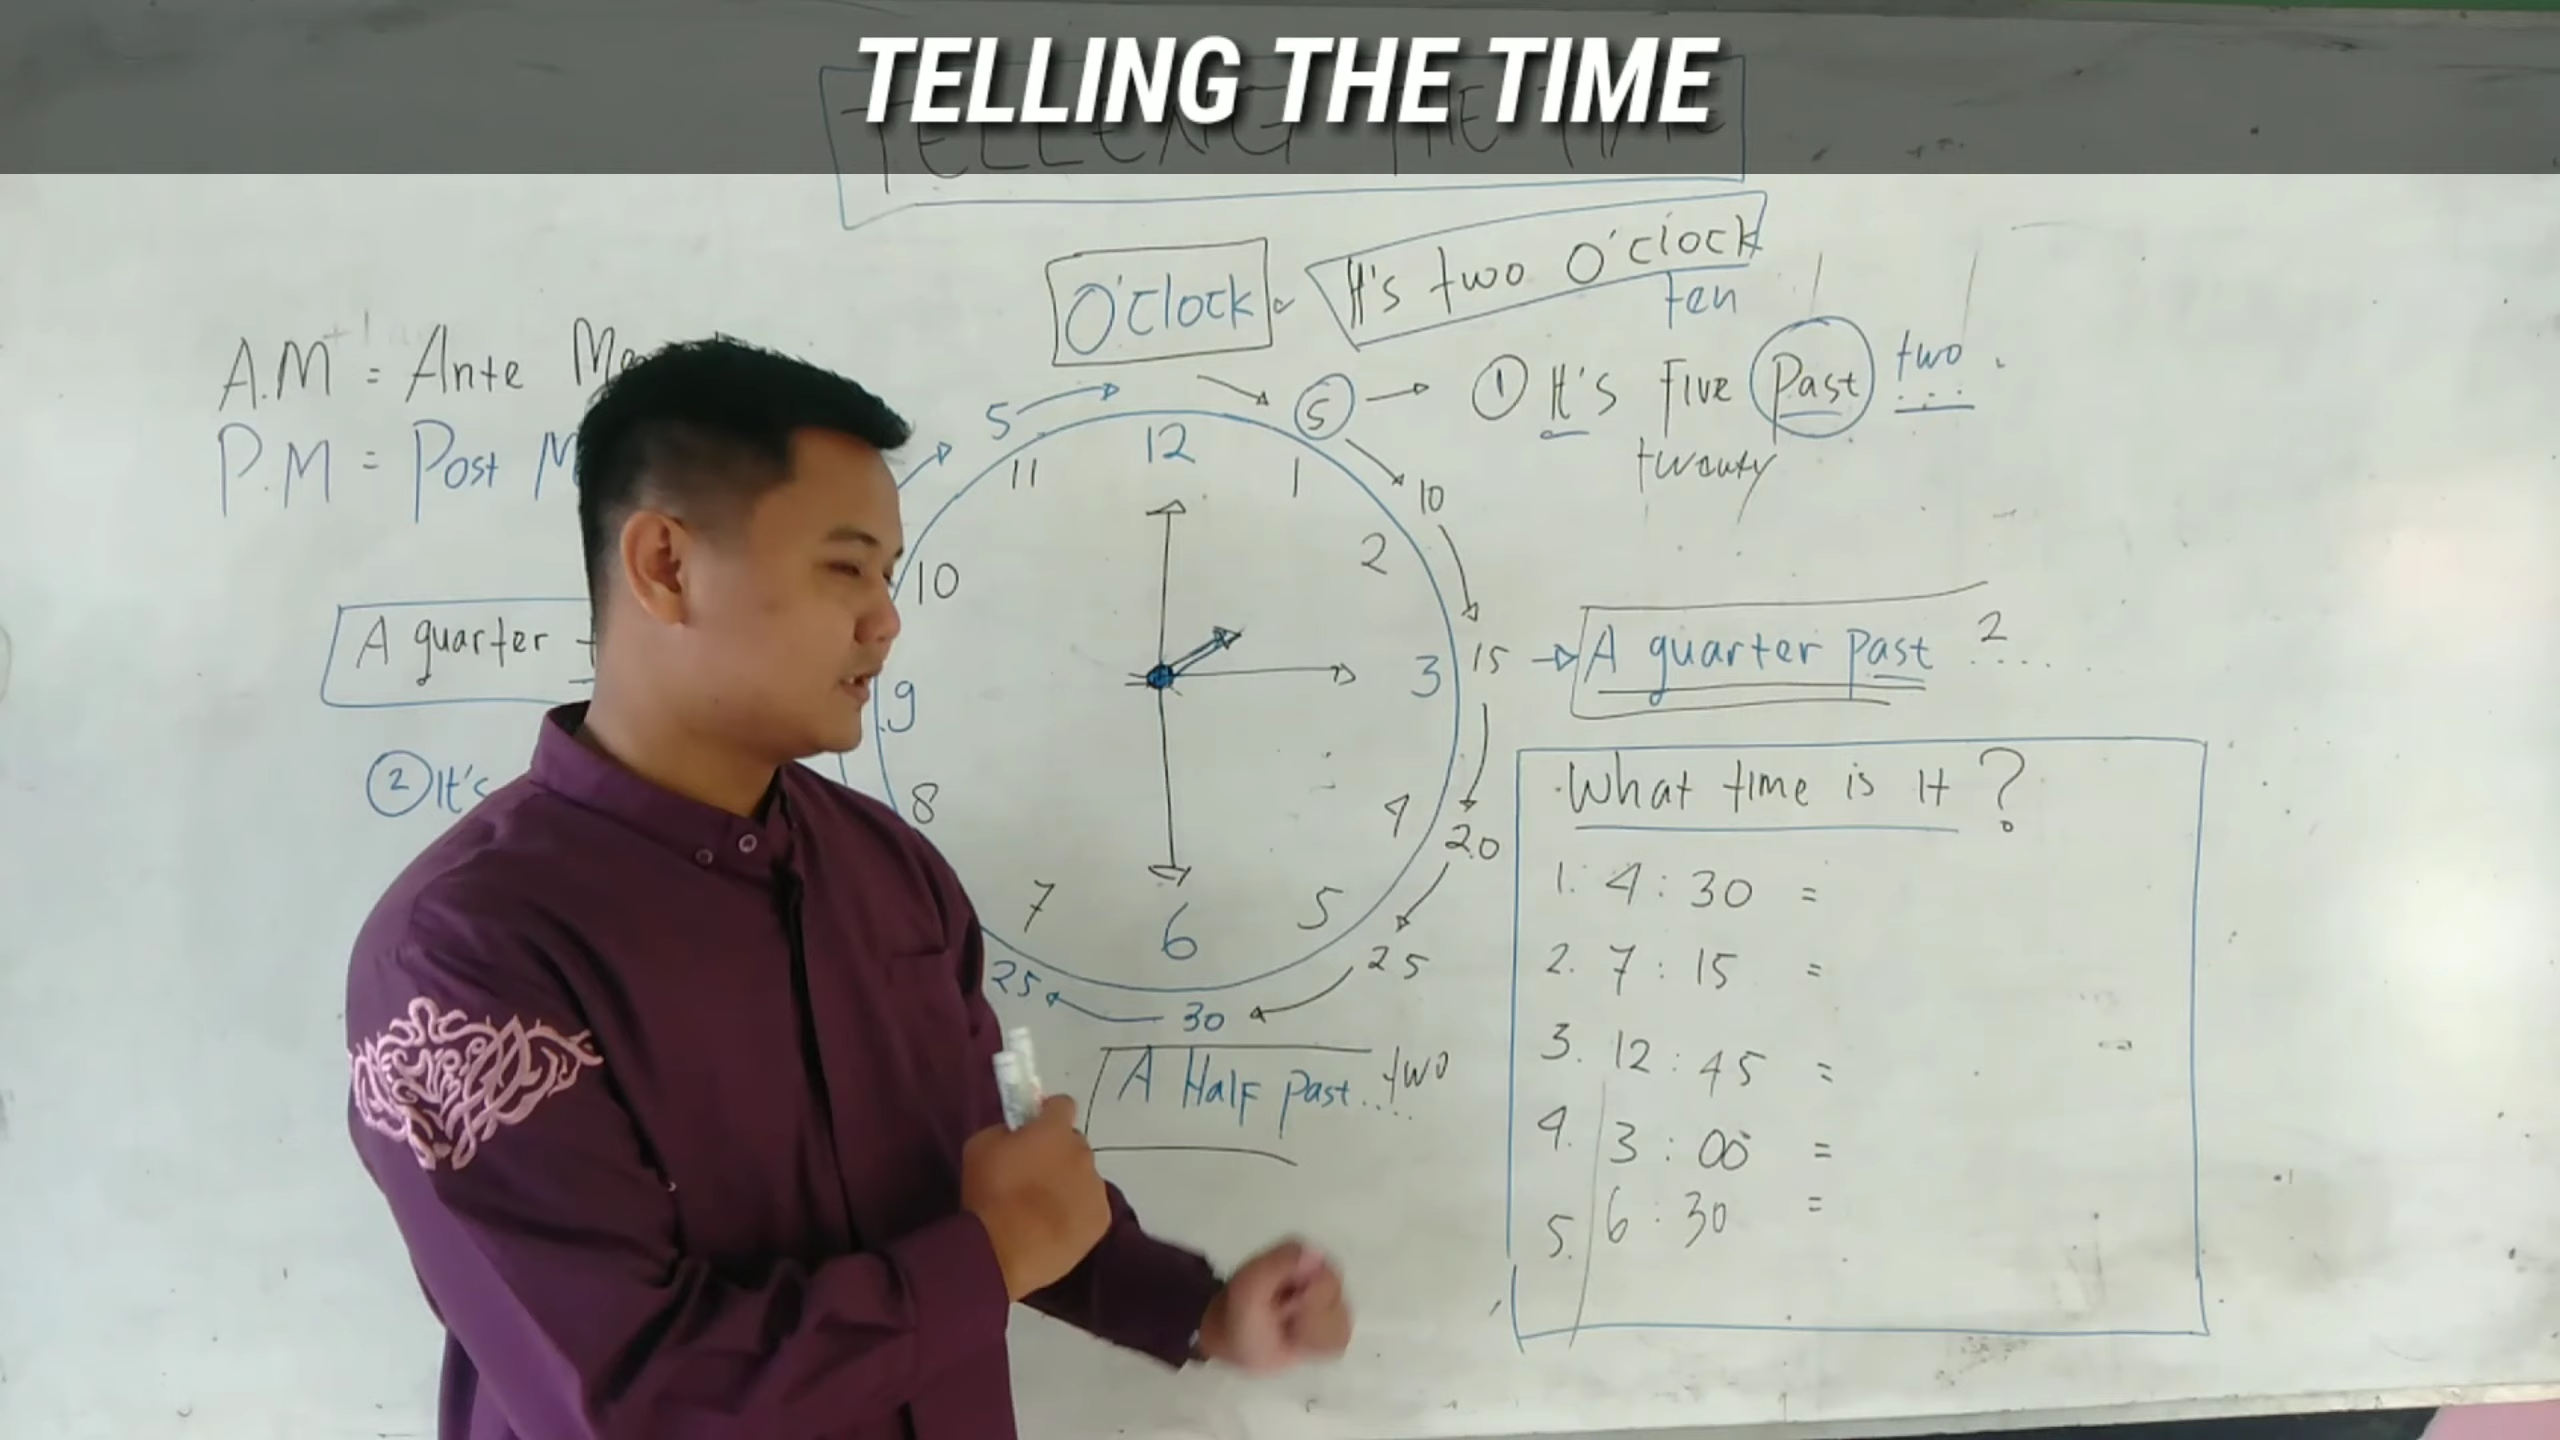 TELLING THE TIME
TELLENG THE TIME
O'clock
It's two O'clock
ten
A.M = Ante
P.M = Post
1 It's Five Past two
twenty
5
5
10
15
20
25
30
25
12
1
2
3
4
5
6
7
8
9
10
11
A quarter
A quarter past 2
2 It's
A Half past.. two
What time is it ?
1. 4 : 30 =
2. 7 : 15 =
3. 12 : 45 =
4. 3 : 00 =
5. 6 : 30 =